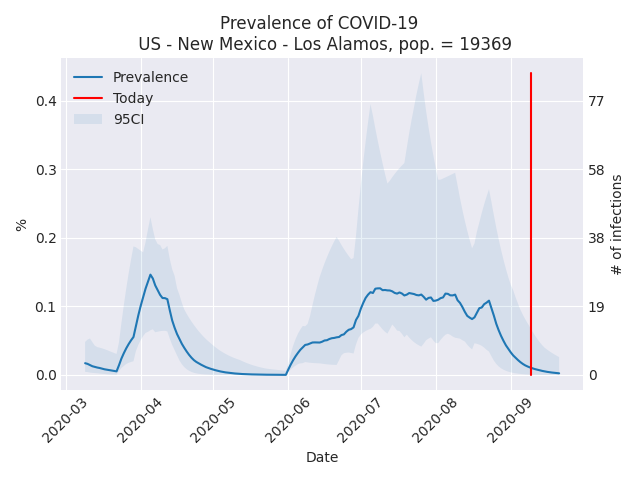 Prevalence of COVID-19
US - New Mexico - Los Alamos, pop. = 19369
Prevalence
Today
95CI
0.4
0.3
0.2
0.1
0.0
%
77
58
38
19
0
# of infections
2020-03
2020-04
2020-05
2020-06
2020-07
2020-08
2020-09
Date